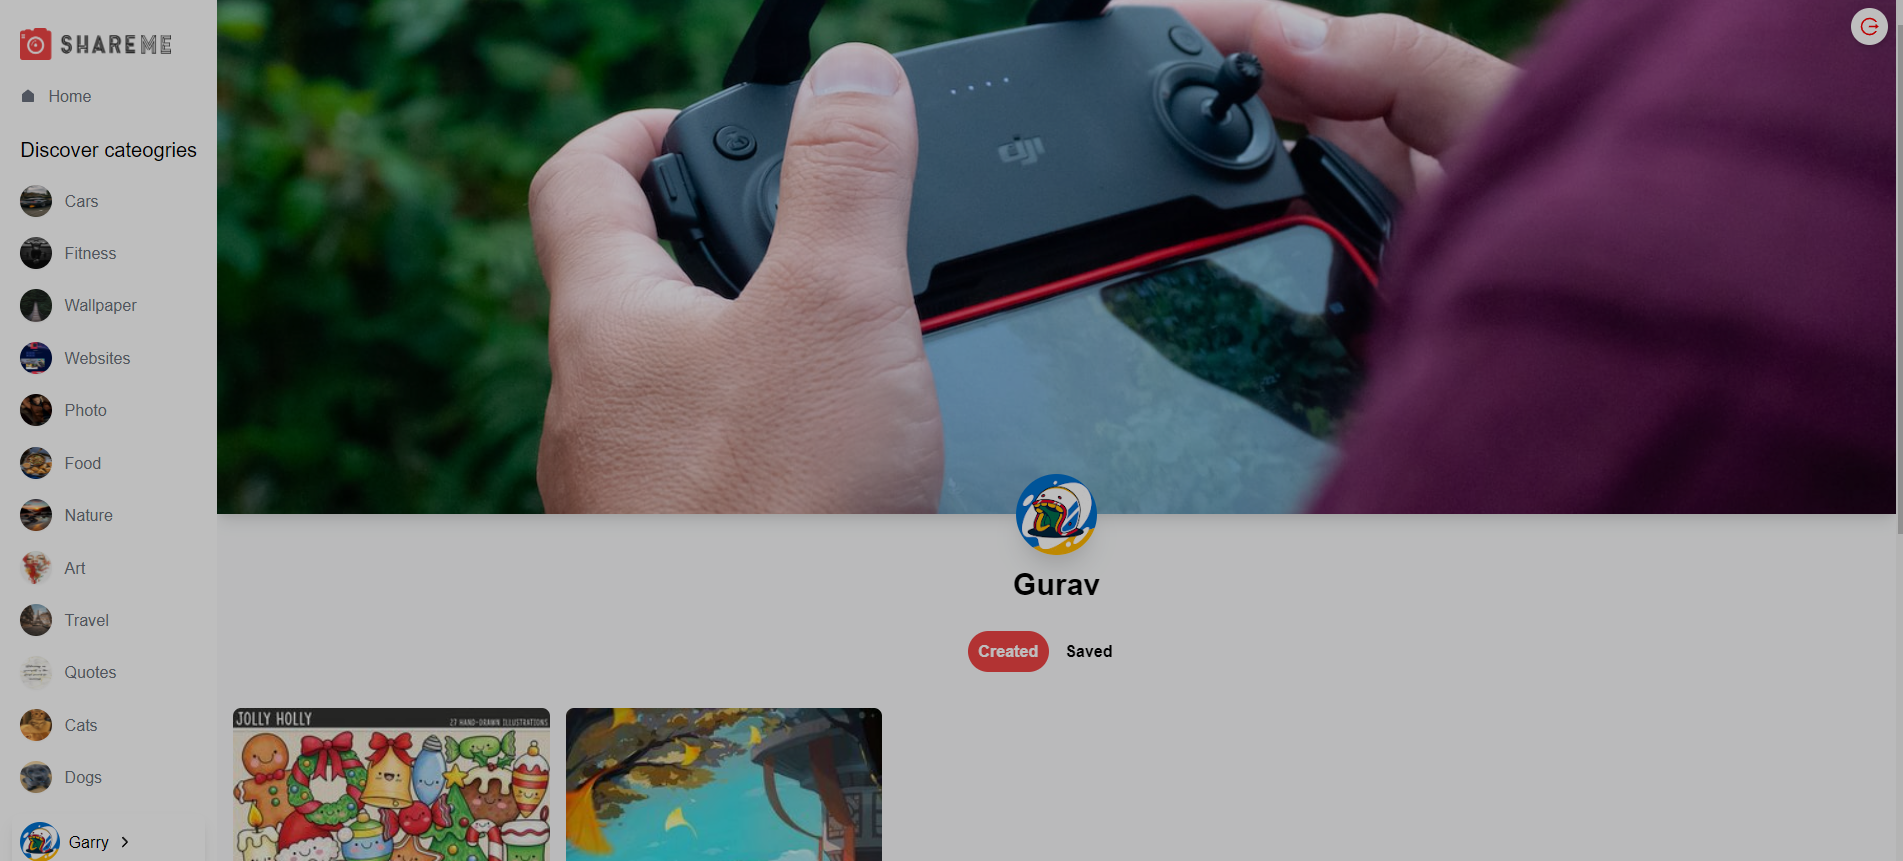 SHAREME
Home
Discover cateogries
Cars
Fitness
Wallpaper
Websites
Photo
Food
Nature
Art
Travel
Quotes
Cats
Dogs
Garry
dji
Gurav
Created
Saved
JOLLY HOLLY
27 HAND-DRAWN ILLUSTRATIONS